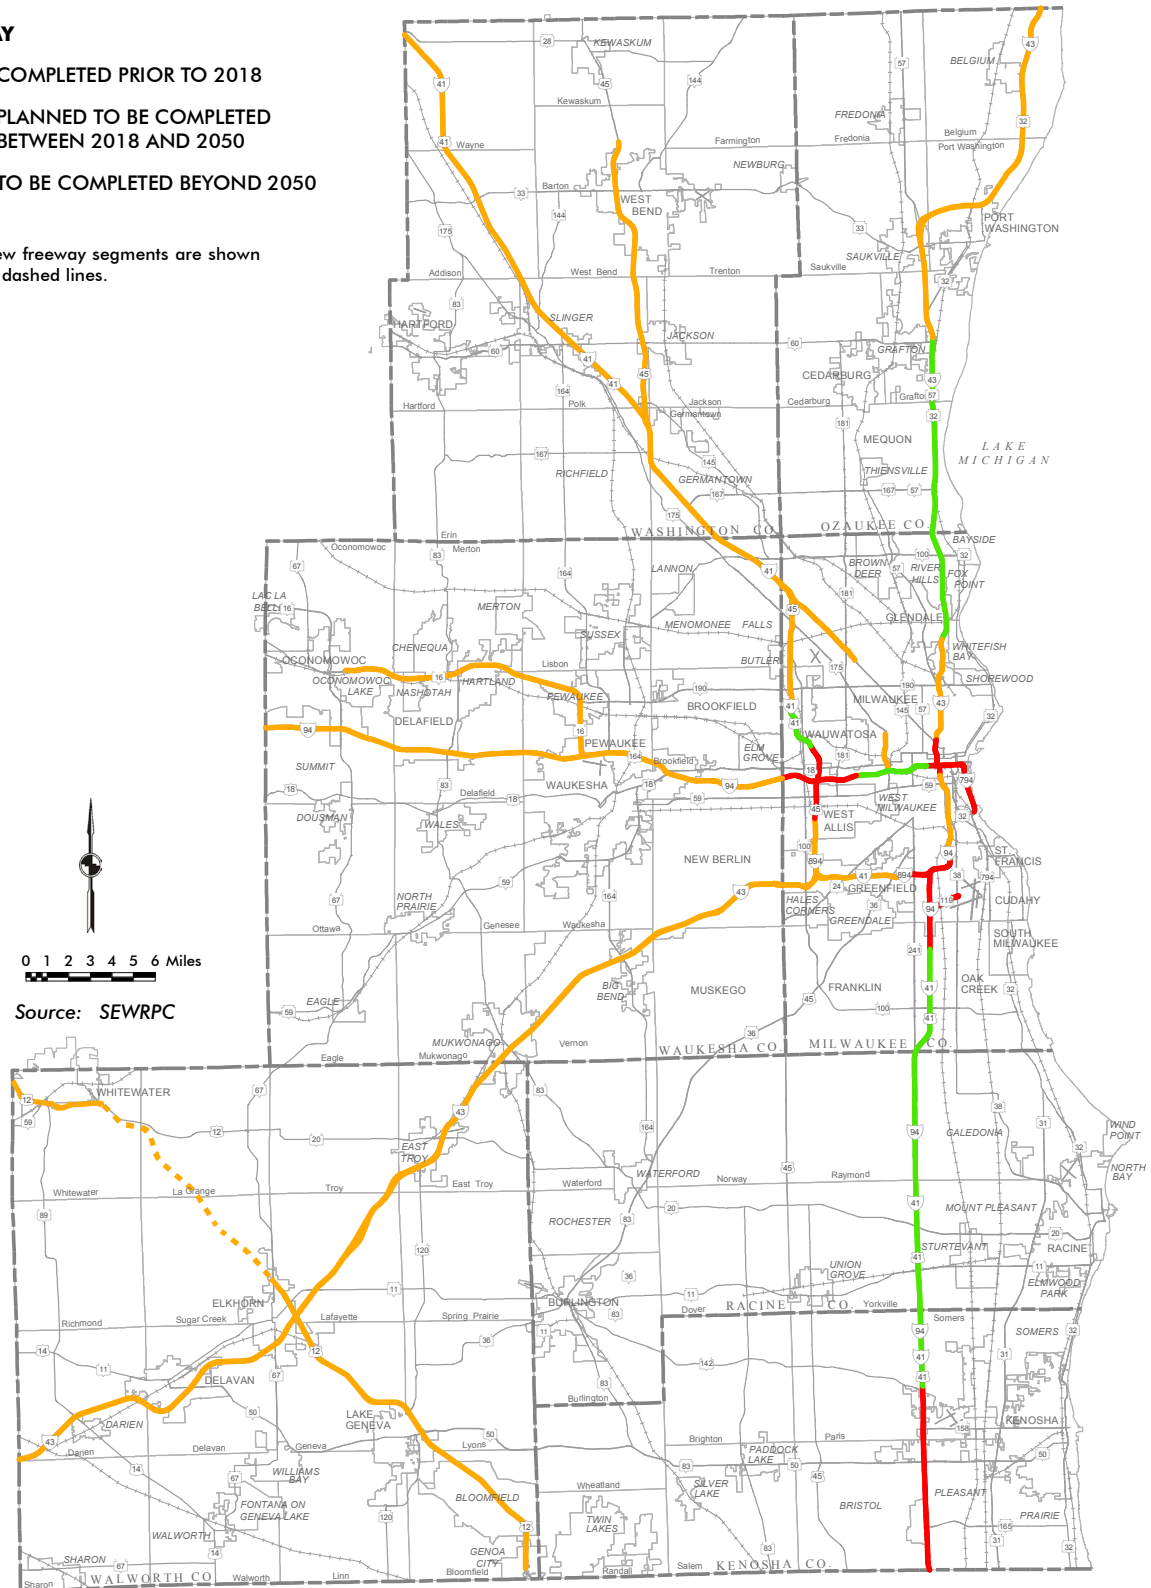 AY
COMPLETED PRIOR TO 2018
PLANNED TO BE COMPLETED
BETWEEN 2018 AND 2050
TO BE COMPLETED BEYOND 2050
ew freeway segments are shown
dashed lines.
KEWASKUM
BELGIUM
Kewaskum
FREDONIA
Wayne
Farmington
Fredonia
Belgium
Port Washington
NEWBURG
Barton
WEST
BEND
PORT
WASHINGTON
SAUKVILLE
Addison
West Bend
Trenton
Saukville
HARTFORD
SLINGER
JACKSON
GRAFTON
CEDARBURG
Hartford
Polk
Jackson
Germantown
Cedarburg
Grafto
MEQUON
LAKE
MICHIGAN
THIENSVILLE
RICHFIELD
GERMANTOWN
WASHINGTON CO.
OZAUKEE CO.
Erin
Oconomowoc
Merton
BAYSIDE
LANNON
BROWN
DEER
RIVER
HILLS
FOX
POINT
LAC LA
BELLE
MERTON
GLENDALE
MENOMONEE FALLS
SUSSEX
CHENEQUA
WHITEFISH
BAY
OCONOMOWOC
Lisbon
BUTLER
OCONOMOWOC
LAKE
NASHOTAH
HARTLAND
SHOREWOOD
PEWAUKEE
BROOKFIELD
MILWAUKEE
DELAFIELD
WAUWATOSA
PEWAUKEE
ELM
GROVE
Brookfield
SUMMIT
WAUKESHA
Delafield
WEST
MILWAUKEE
DOUSMAN
WALES
WEST
ALLIS
NEW BERLIN
ST.
FRANCIS
GREENFIELD
NORTH
PRAIRIE
HALES
CORNERS
CUDAHY
GREENDALE
Ottawa
Genesee
Waukesha
SOUTH
MILWAUKEE
0 1 2 3 4 5 6 Miles
BIG
BEND
MUSKEGO
FRANKLIN
OAK
CREEK
EAGLE
Source: SEWRPC
MUKWONAGO
Vernon
Eagle
Mukwonago
WAUKESHA CO.
MILWAUKEE CO.
WHITEWATER
EAST
TROY
CALEDONIA
WIND
POINT
NORTH
BAY
WATERFORD
Whitewater
La Grange
Troy
East Troy
Waterford
Norway
Raymond
ROCHESTER
MOUNT PLEASANT
STURTEVANT
RACINE
UNION
GROVE
ELMWOOD
PARK
ELKHORN
BURLINGTON
Richmond
Sugar Creek
Lafayette
Spring Prairie
Dover
RACINE CO.
Yorkville
Somers
SOMERS
DELAVAN
Burlington
DARIEN
LAKE
GENEVA
KENOSHA
Darien
Delavan
Geneva
Lyons
Brighton
Paris
PADDOCK
LAKE
WILLIAMS
BAY
Wheatland
SILVER
LAKE
PLEASANT
PRAIRIE
FONTANA ON
GENEVA LAKE
BLOOMFIELD
BRISTOL
TWIN
LAKES
WALWORTH
SHARON
GENOA
CITY
Sharon
WALWORTH CO.
Walworth
Linn
Bloomfield
Randall
Salem
KENOSHA CO.